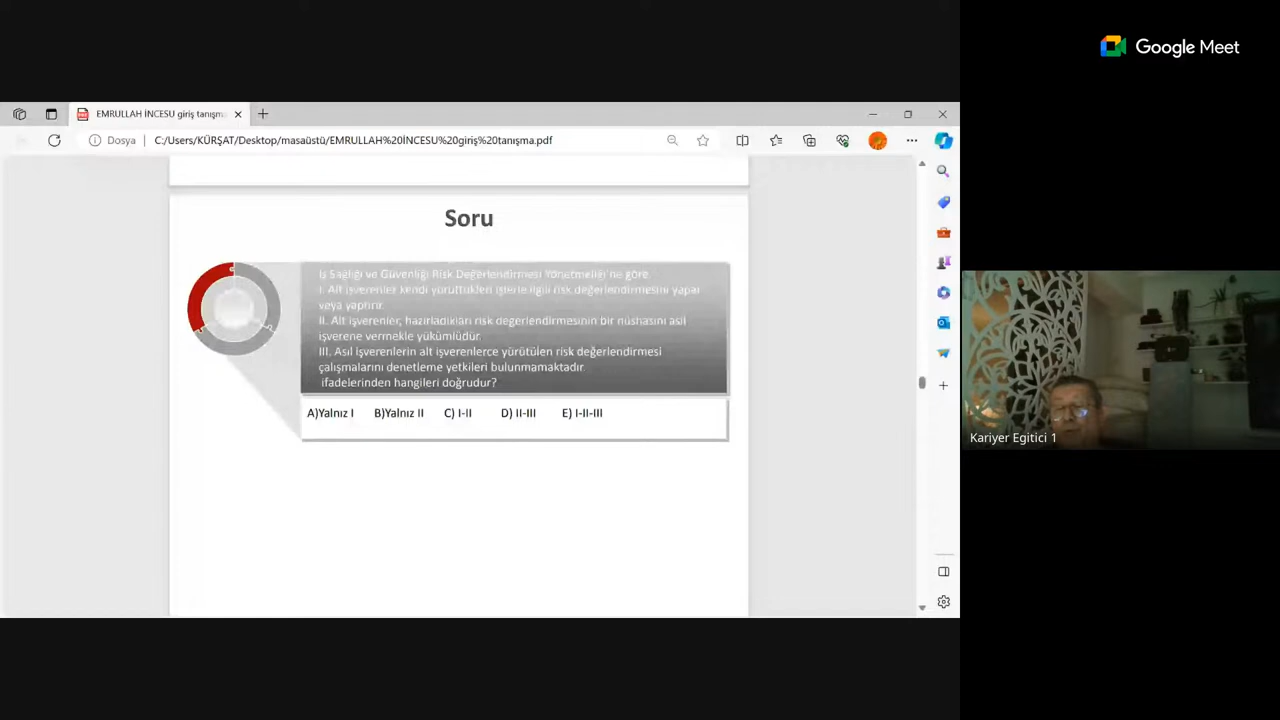 Google Meet
EMRULLAH İNCESU giriş tanışma
Dosya
C:/Users/KÜRŞAT/Desktop/masaüstü/EMRULLAH%20İNCESU%20giriş%20tanışma.pdf
Soru
İş Sağlığı ve Güvenliği Risk Değerlendirmesi Yönetmeliği'ne göre
I. Alt işverenler kendi yürüttükleri işlerle ilgili risk değerlendirmesini yapar
veya yaptırır.
II. Alt işverenler, hazırladıkları risk değerlendirmesinin bir nüshasını asıl
işverene vermekle yükümlüdür.
III. Asıl işverenlerin alt işverenlerce yürütülen risk değerlendirmesi
çalışmalarını denetleme yetkileri bulunmamaktadır.
ifadelerinden hangileri doğrudur?
A)Yalnız I B)Yalnız II C) I-II D) II-III E) I-II-III
Kariyer Egitici 1